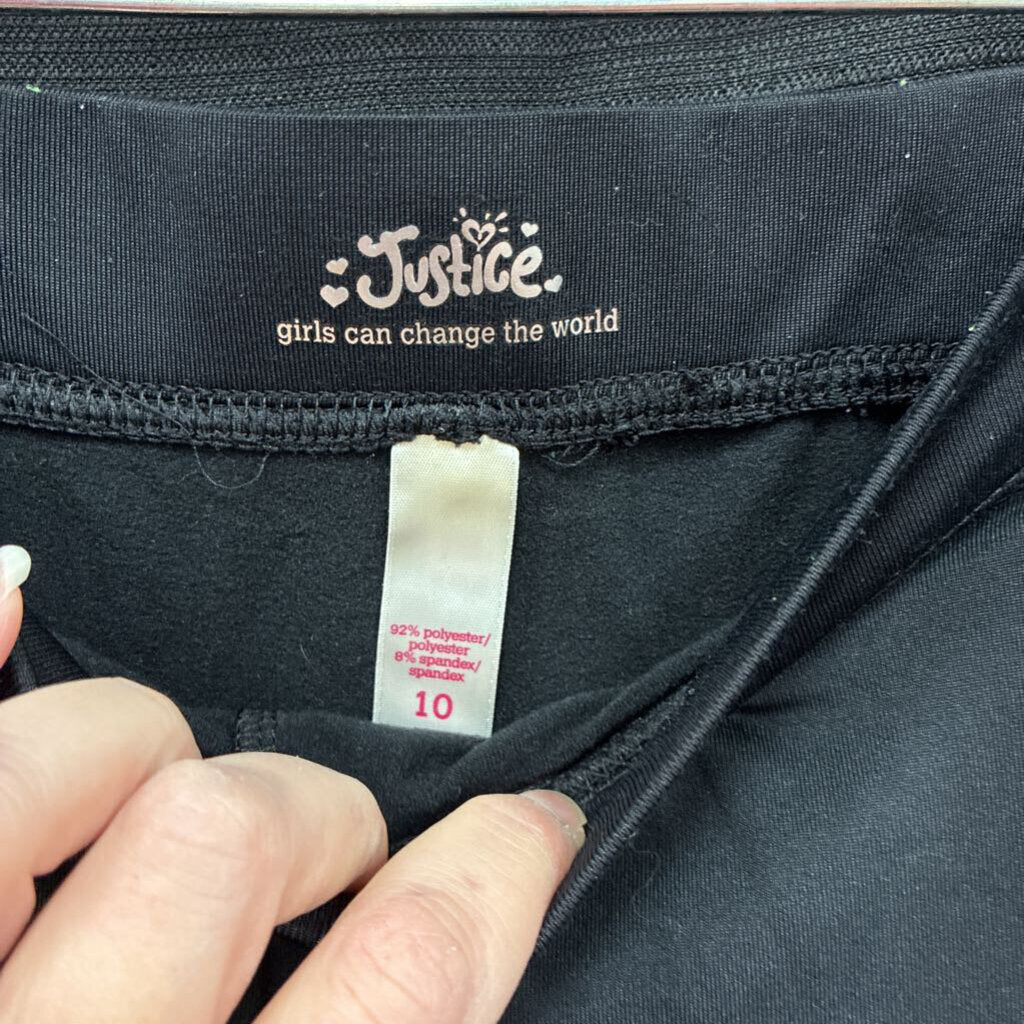 Justice
girls can change the world
92% polyester/
polyester
8% spandex/
spandex
10